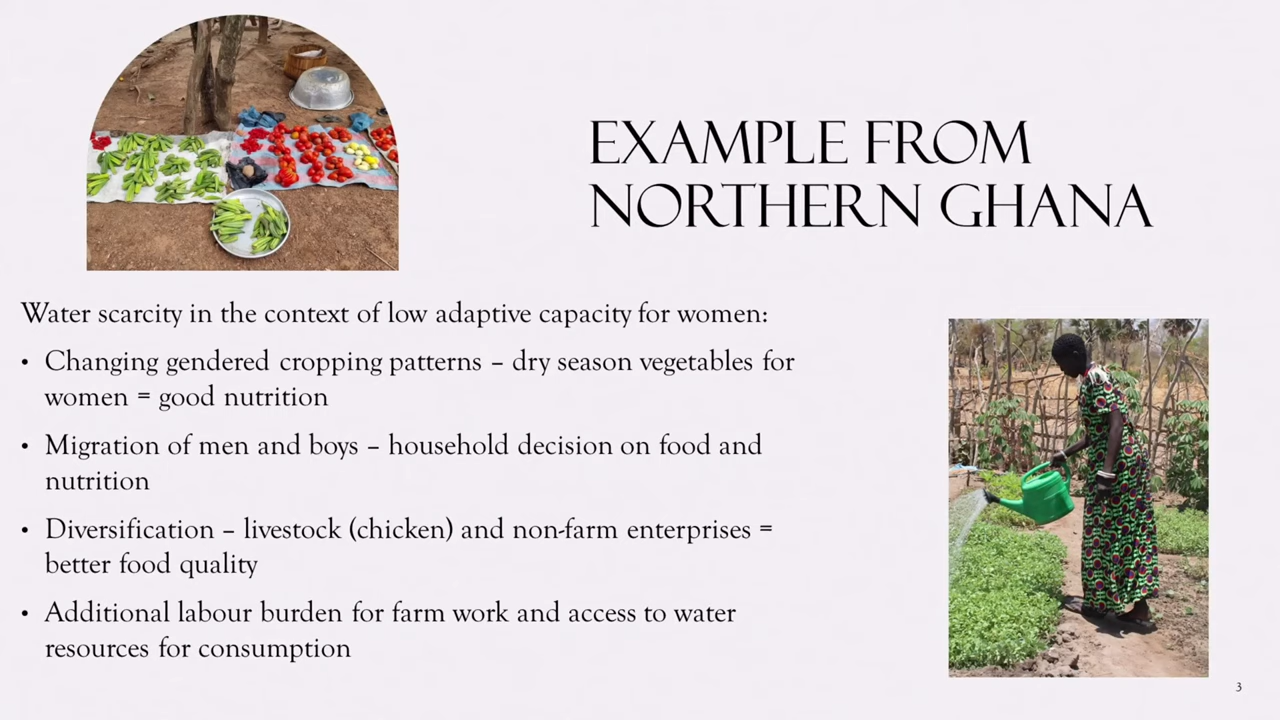 EXAMPLE FROM
NORTHERN GHANA
Water scarcity in the context of low adaptive capacity for women:
• Changing gendered cropping patterns – dry season vegetables for
women = good nutrition
• Migration of men and boys – household decision on food and
nutrition
• Diversification – livestock (chicken) and non-farm enterprises =
better food quality
• Additional labour burden for farm work and access to water
resources for consumption
3